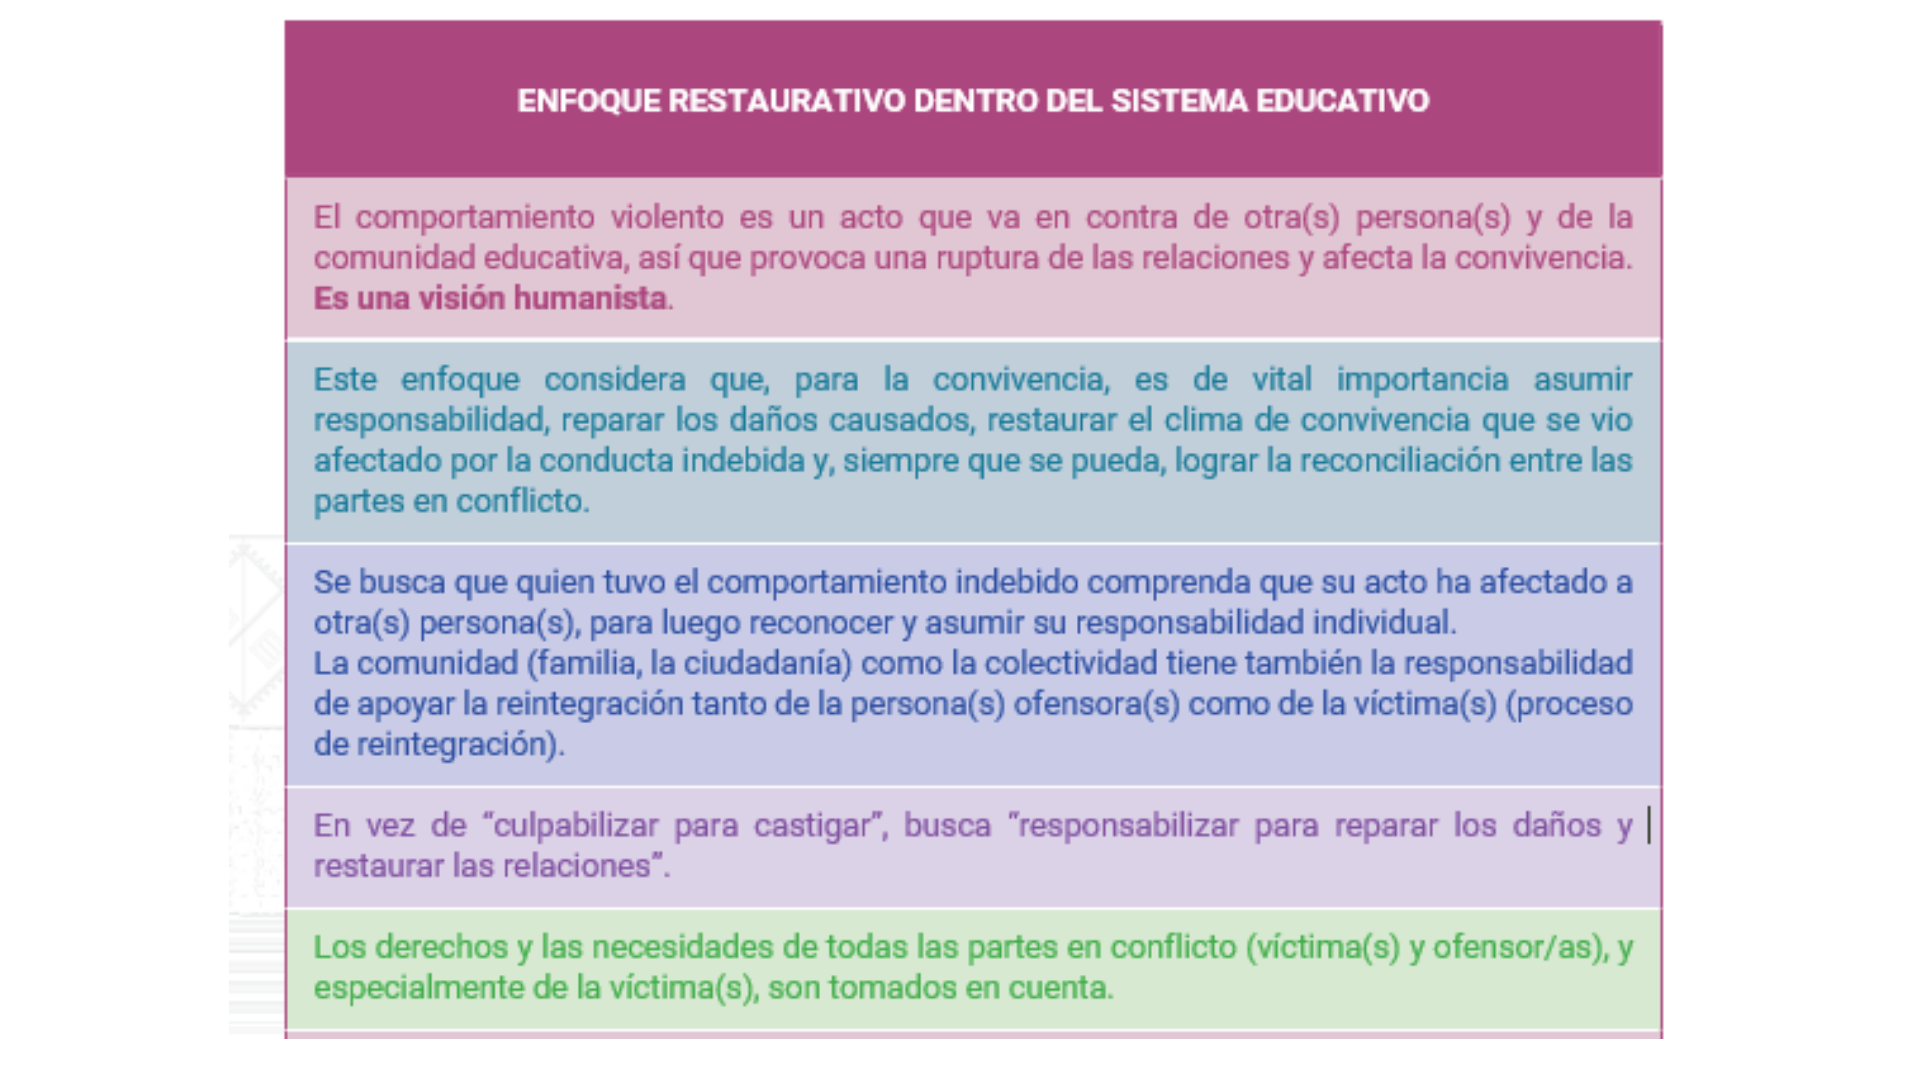 ENFOQUE RESTAURATIVO DENTRO DEL SISTEMA EDUCATIVO
El comportamiento violento es un acto que va en contra de otra(s) persona(s) y de la
comunidad educativa, así que provoca una ruptura de las relaciones y afecta la convivencia.
Es una visión humanista.
Este enfoque considera que, para la convivencia, es de vital importancia asumir
responsabilidad, reparar los daños causados, restaurar el clima de convivencia que se vio
afectado por la conducta indebida y, siempre que se pueda, lograr la reconciliación entre las
partes en conflicto.
Se busca que quien tuvo el comportamiento indebido comprenda que su acto ha afectado a
otra(s) persona(s), para luego reconocer y asumir su responsabilidad individual.
La comunidad (familia, la ciudadanía) como la colectividad tiene también la responsabilidad
de apoyar la reintegración tanto de la persona(s) ofensora(s) como de la víctima(s) (proceso
de reintegración).
En vez de “culpabilizar para castigar”, busca “responsabilizar para reparar los daños y
restaurar las relaciones”.
Los derechos y las necesidades de todas las partes en conflicto (víctima(s) y ofensor/as), y
especialmente de la víctima(s), son tomados en cuenta.